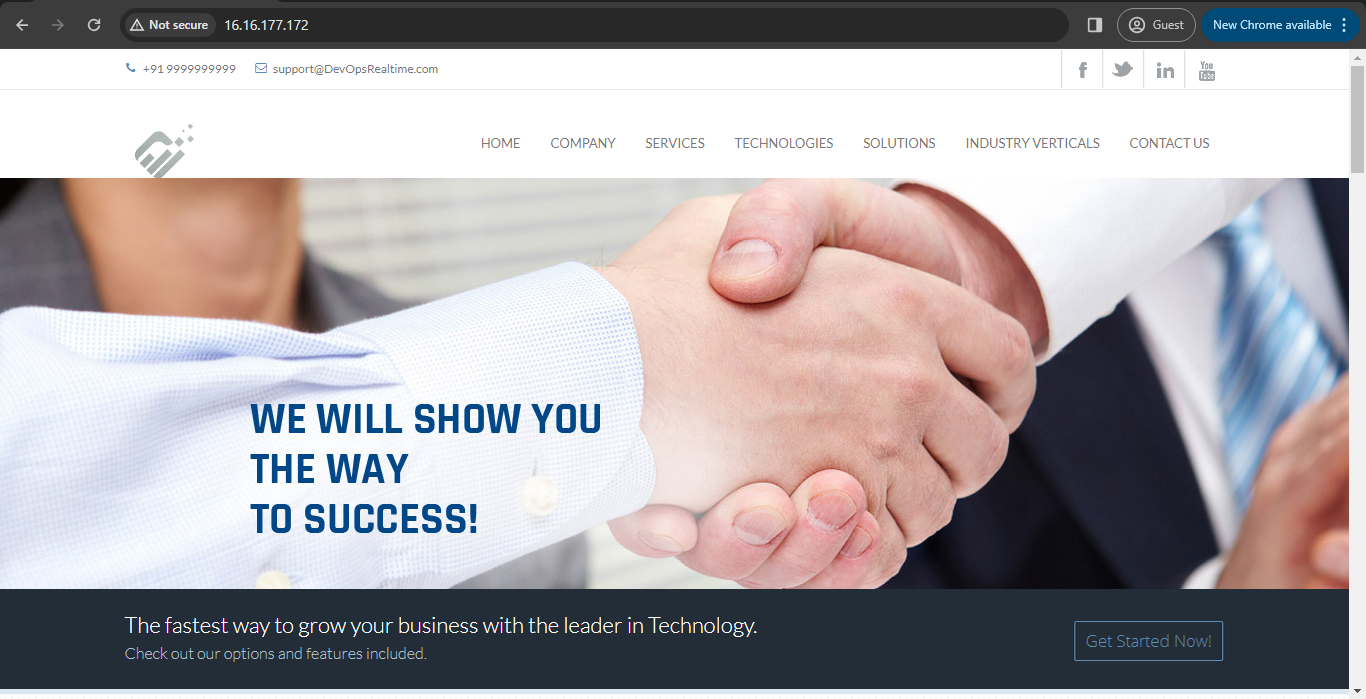 Not secure 16.16.177.172 Guest New Chrome available
+91 9999999999 support@DevOpsRealtime.com You Tube
HOME COMPANY SERVICES TECHNOLOGIES SOLUTIONS INDUSTRY VERTICALS CONTACT US
WE WILL SHOW YOU
THE WAY
TO SUCCESS!
The fastest way to grow your business with the leader in Technology.
Check out our options and features included.
Get Started Now!